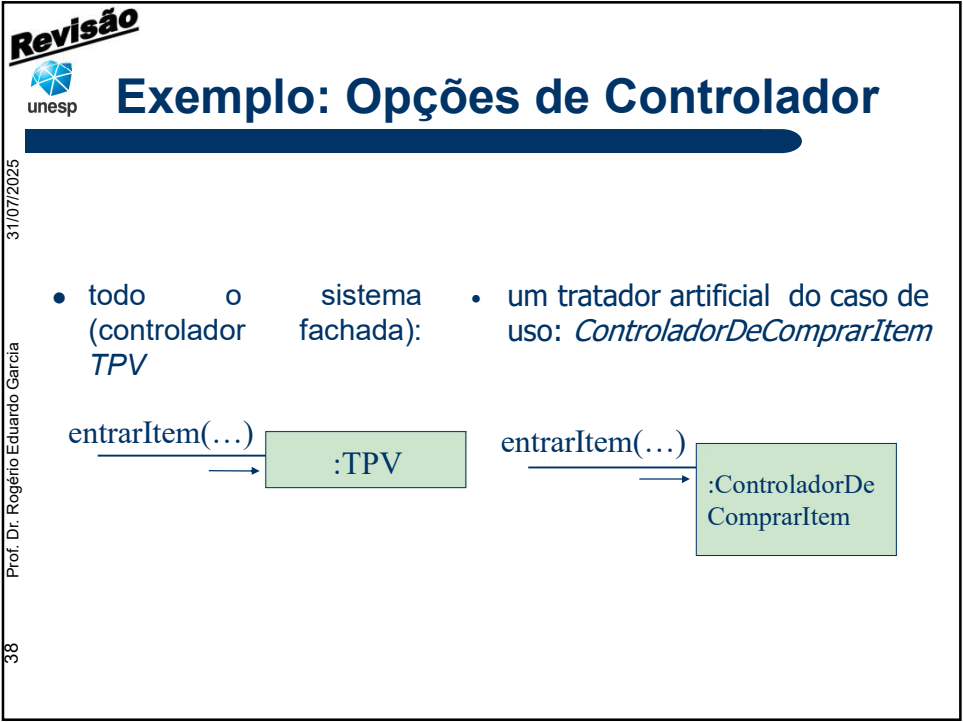 Revisão
unesp
Exemplo: Opções de Controlador
31/07/2025
● todo o sistema
(controlador fachada):
TPV
• um tratador artificial do caso de
uso: ControladorDeComprarItem
entrarItem(…)
:TPV
entrarItem(…)
:ControladorDe
ComprarItem
Prof. Dr. Rogério Eduardo Garcia
38